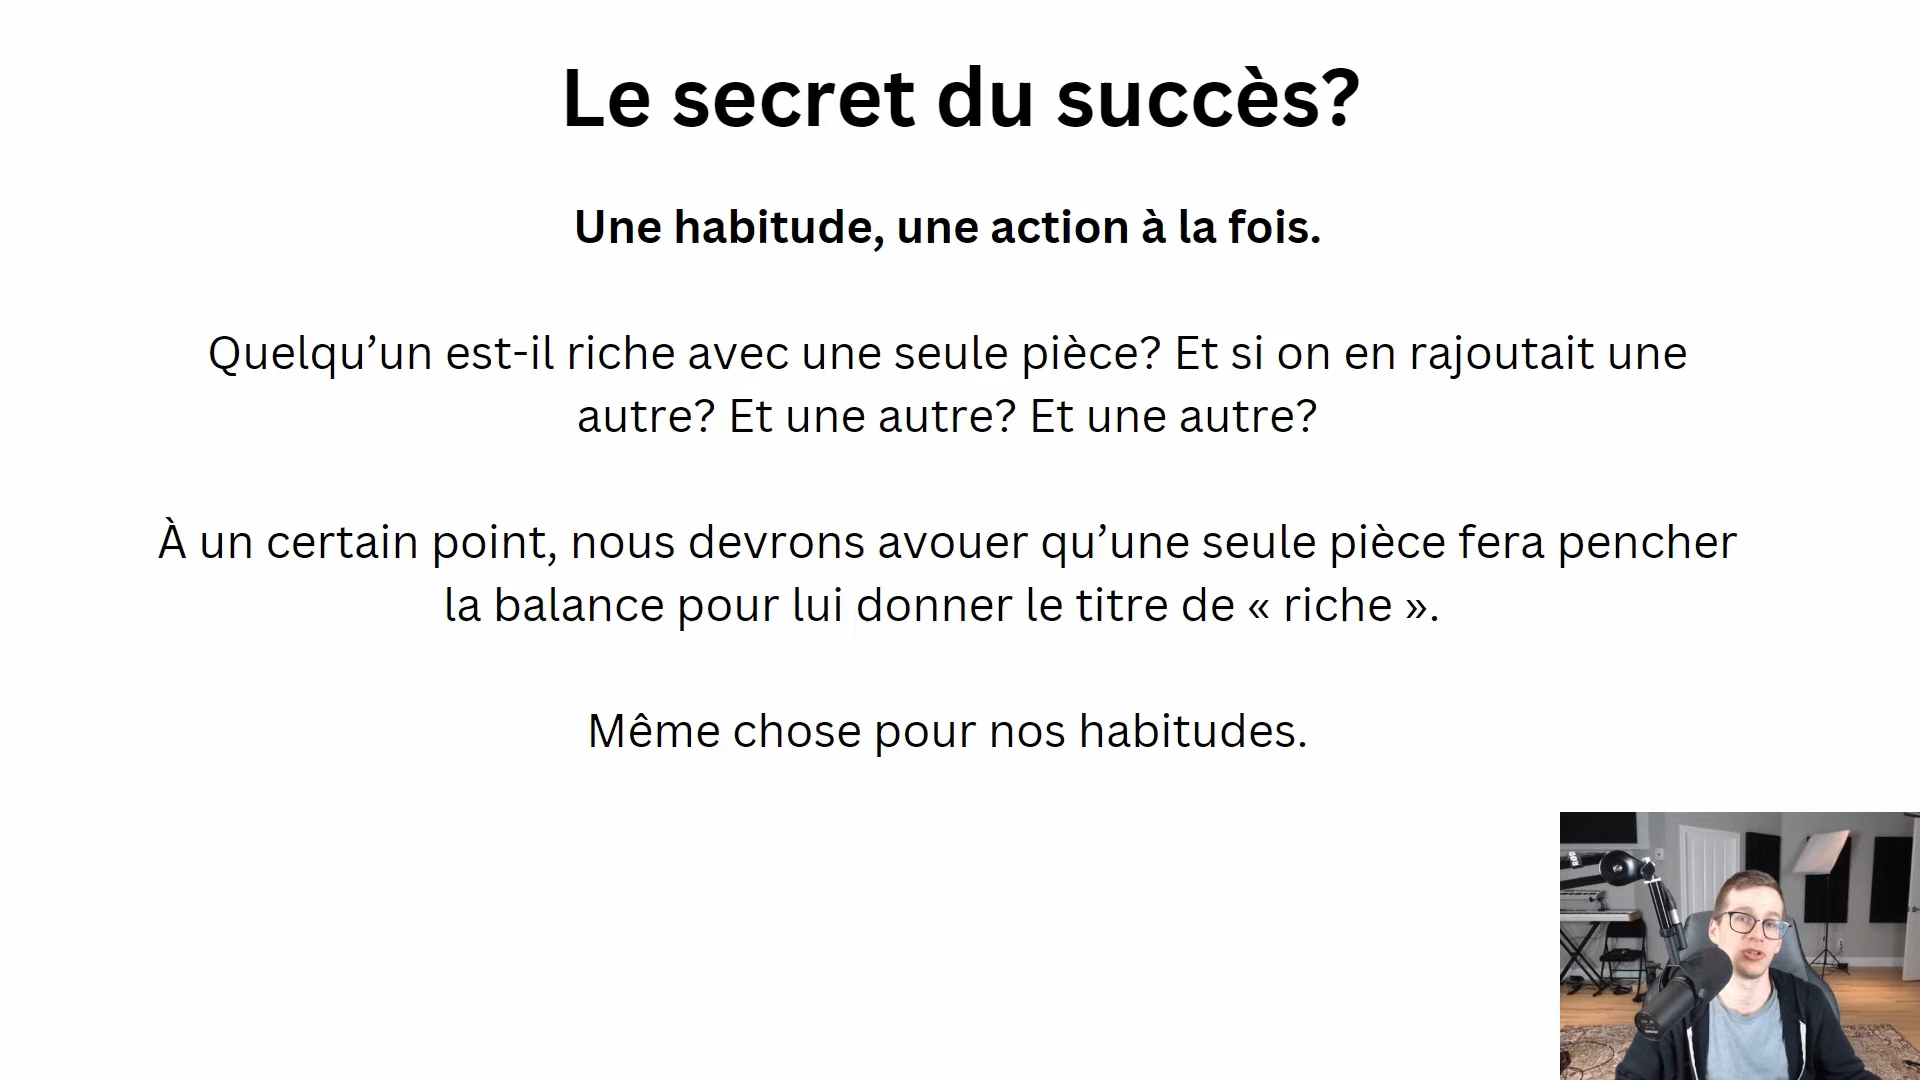 Le secret du succès?
Une habitude, une action à la fois.
Quelqu’un est-il riche avec une seule pièce? Et si on en rajoutait une
autre? Et une autre? Et une autre?
À un certain point, nous devrons avouer qu’une seule pièce fera pencher
la balance pour lui donner le titre de « riche ».
Même chose pour nos habitudes.